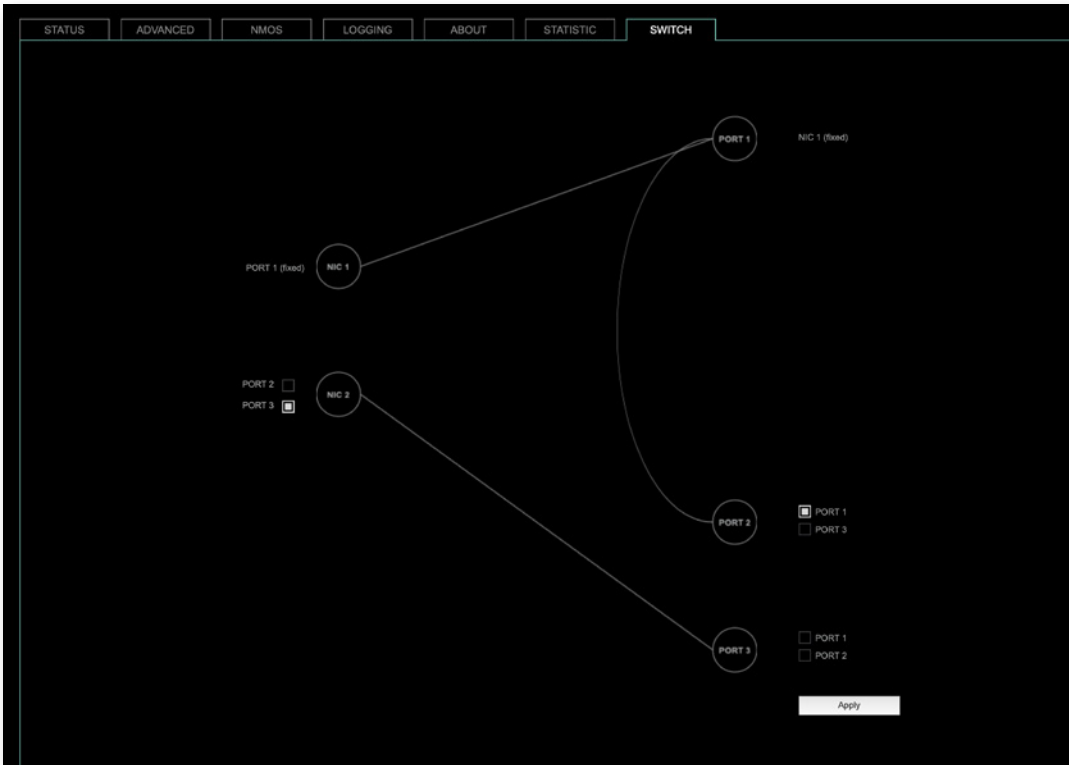 STATUS ADVANCED NMOS LOGGING ABOUT STATISTIC SWITCH
PORT 1 NIC 1 (fixed)
PORT 1 (fixed) NIC 1
PORT 2
NIC 2
PORT 3
PORT 1
PORT 2
PORT 3
PORT 1
PORT 3
PORT 2
Apply